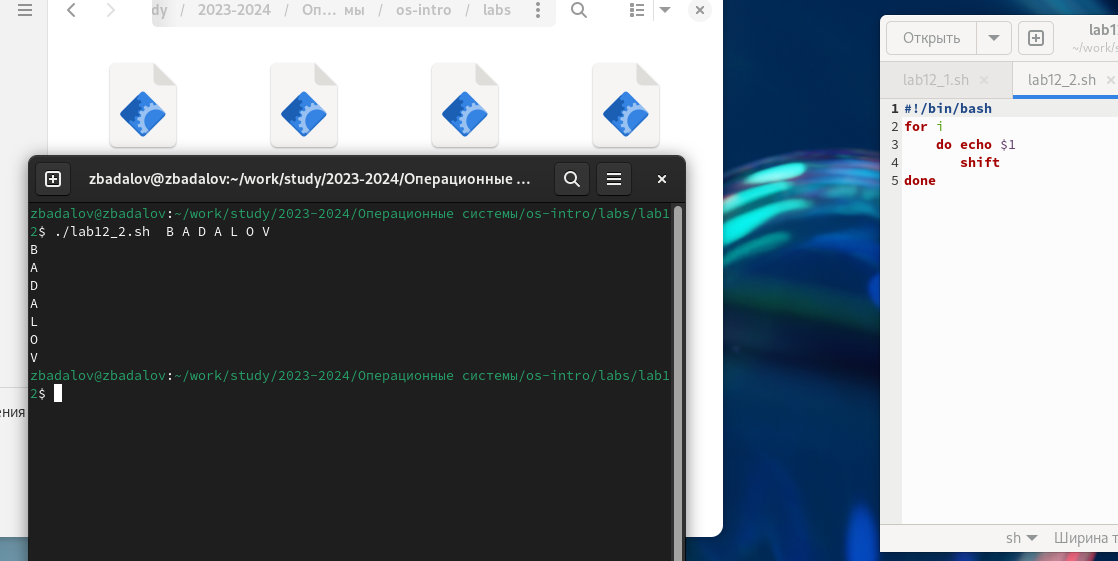 dy / 2023-2024 / Оп… мы / os-intro / labs
zbadalov@zbadalov:~/work/study/2023-2024/Операционные …
zbadalov@zbadalov:~/work/study/2023-2024/Операционные системы/os-intro/labs/lab1
2$ ./lab12_2.sh  B A D A L O V
B
A
D
A
L
O
V
zbadalov@zbadalov:~/work/study/2023-2024/Операционные системы/os-intro/labs/lab1
2$
ения
Открыть
lab12
~/work/s
lab12_1.sh
lab12_2.sh
1 #!/bin/bash
2 for i
3     do echo $1
4        shift
5 done
sh
Ширина т